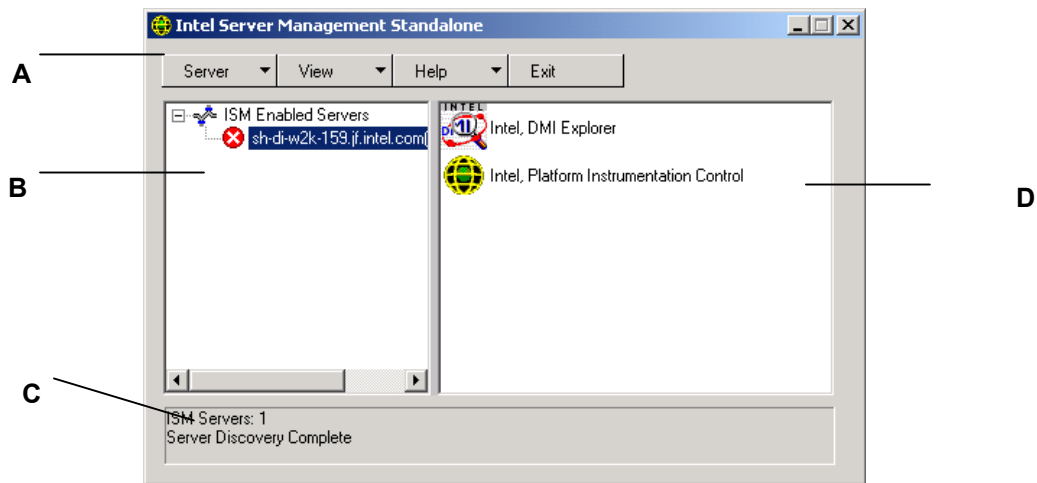 Intel Server Management Standalone
A
Server View Help Exit
ISM Enabled Servers
sh-di-w2k-159.jf.intel.com(
INTEL
DMI
Intel, DMI Explorer
Intel, Platform Instrumentation Control
B
D
C
ISM Servers: 1
Server Discovery Complete